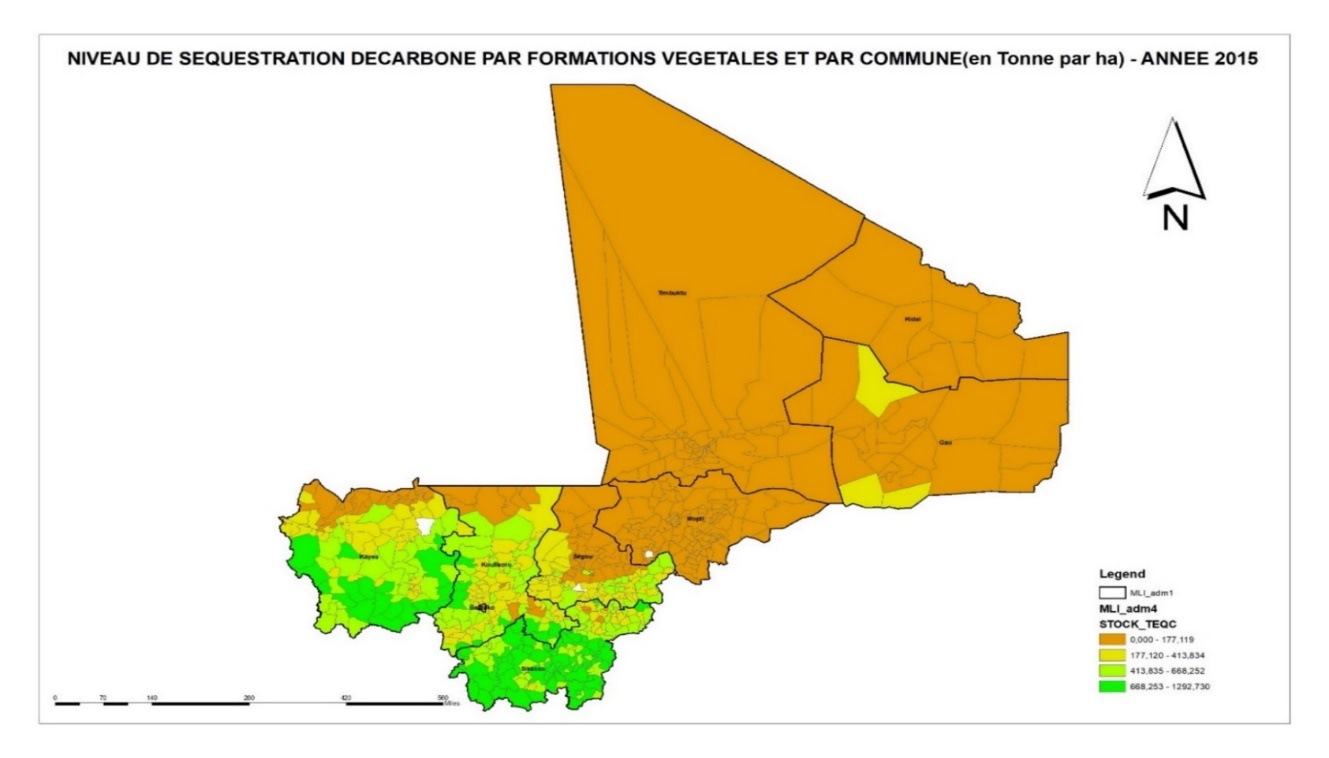 NIVEAU DE SEQUESTRATION DECARBONE PAR FORMATIONS VEGETALES ET PAR COMMUNE(en Tonne par ha) - ANNEE 2015
N
Timbuktu
Kidal
Gao
Mopti
Kayes
Koulikoro
Ségou
Bamako
Sikasso
Legend
MLI_adm1
MLI_adm4
STOCK_TEQC
0,000 - 177,119
177,120 - 413,834
413,835 - 668,252
668,253 - 1292,730
0 70 140 280 420 560
Miles